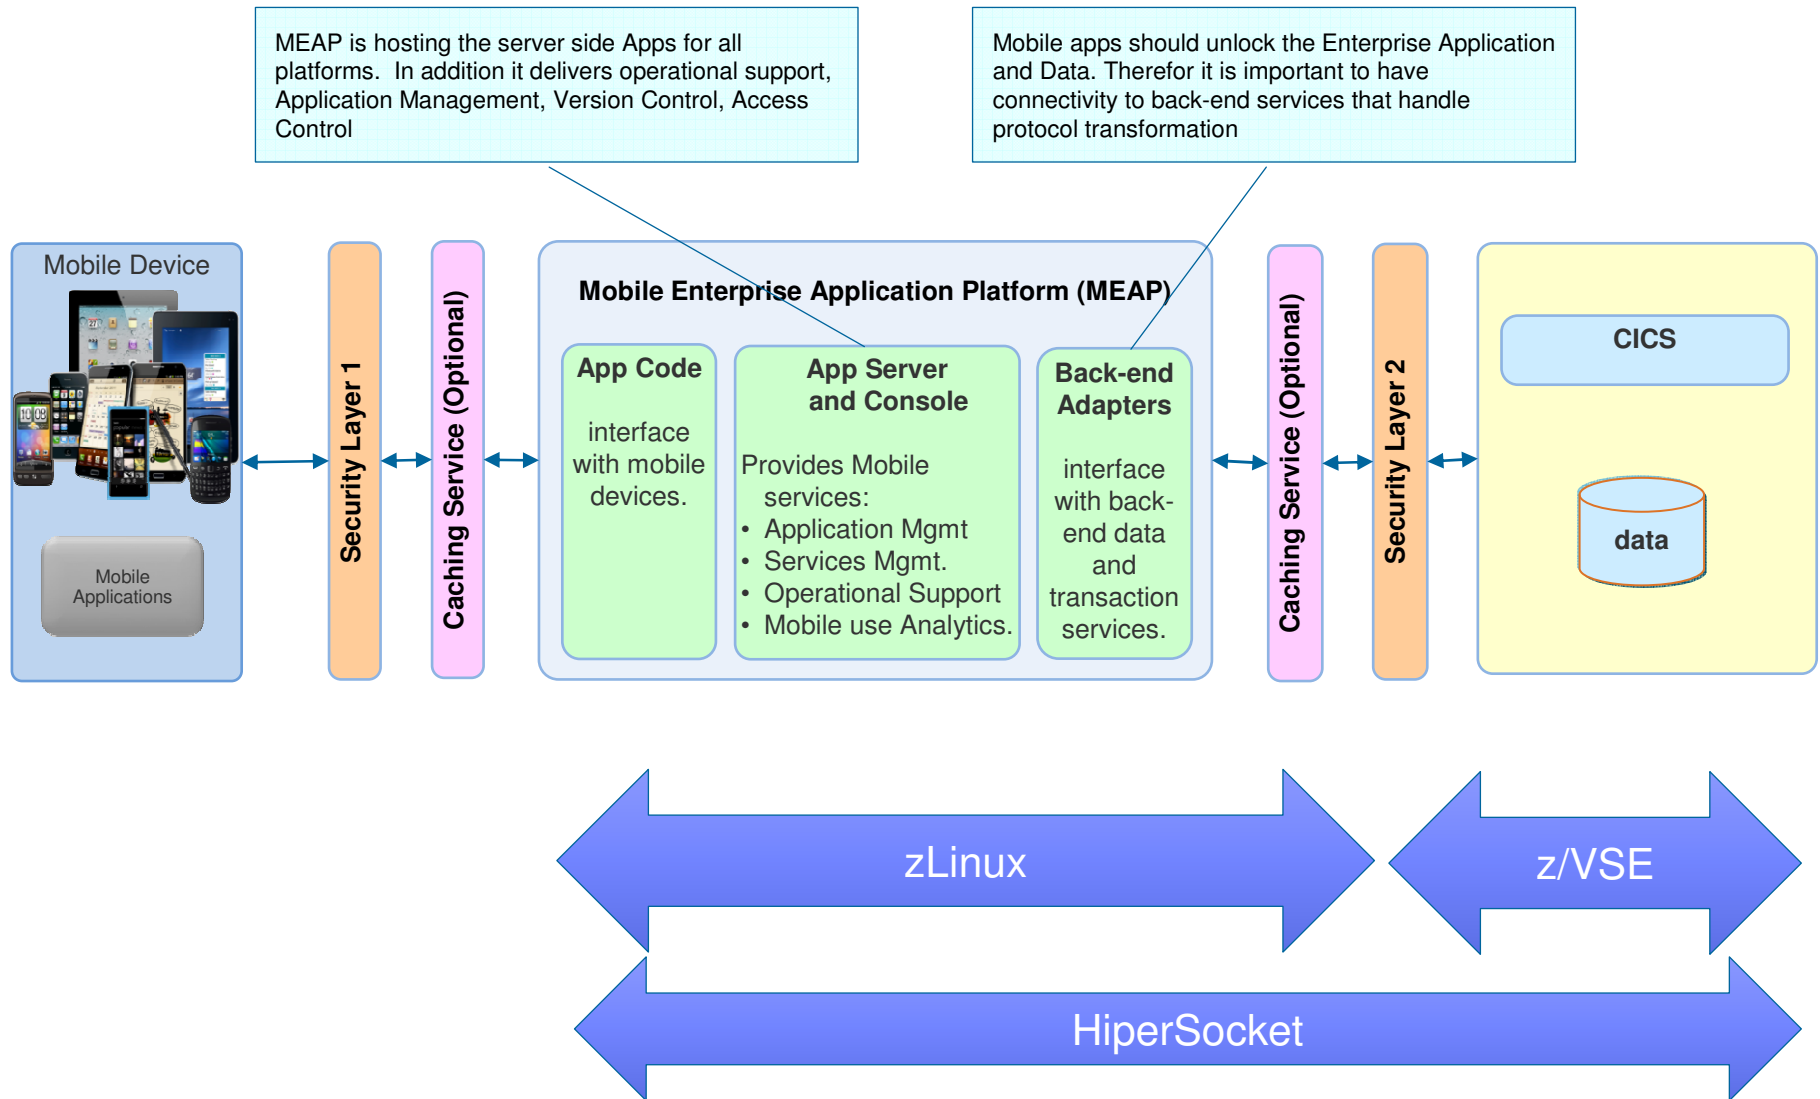 MEAP is hosting the server side Apps for all
platforms.  In addition it delivers operational support,
Application Management, Version Control, Access
Control
Mobile apps should unlock the Enterprise Application
and Data. Therefor it is important to have
connectivity to back-end services that handle
protocol transformation
Mobile Device
10:08
Mobile
Applications
Security Layer 1
Caching Service (Optional)
Mobile Enterprise Application Platform (MEAP)
App Code
interface
with mobile
devices.
App Server
and Console
Provides Mobile
services:
• Application Mgmt
• Services Mgmt.
• Operational Support
• Mobile use Analytics.
Back-end
Adapters
interface
with back-
end data
and
transaction
services.
Caching Service (Optional)
Security Layer 2
CICS
data
zLinux
z/VSE
HiperSocket